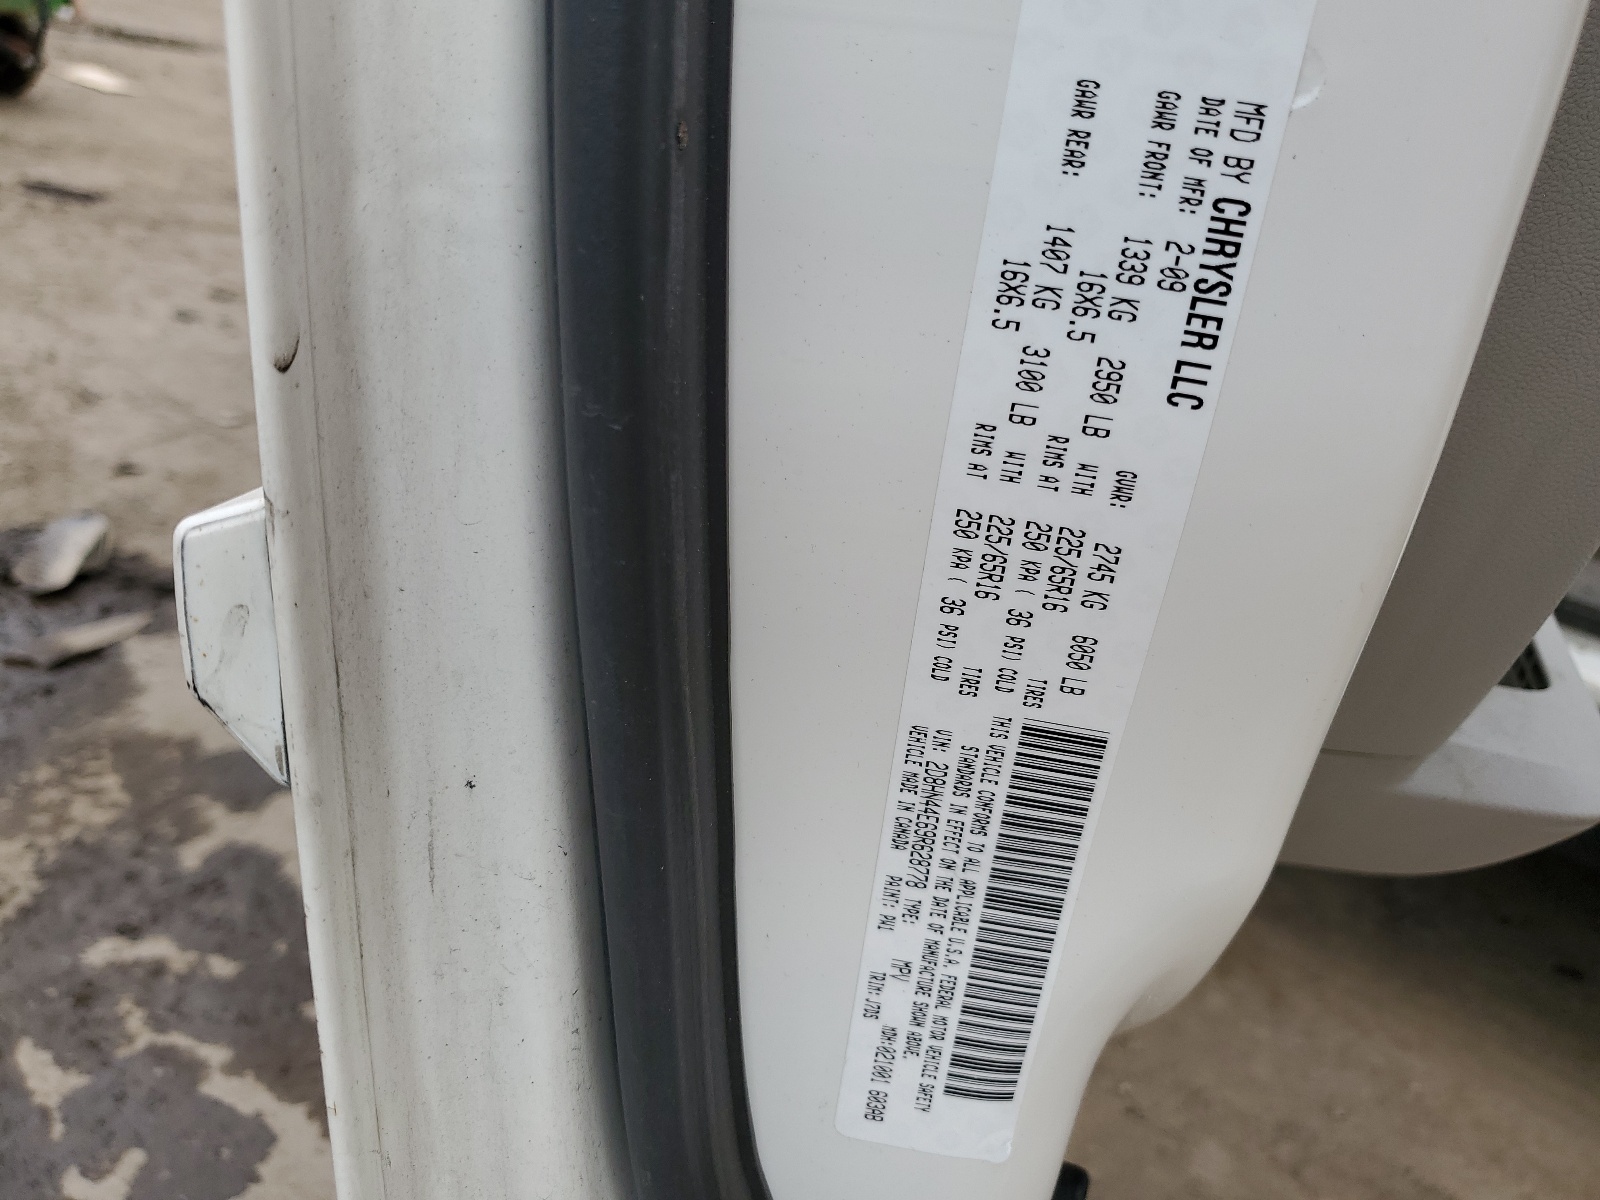 MFD BY CHRYSLER LLC
DATE OF MFR: 2-09 GVWR: 2745 KG 6050 LB
GAWR FRONT: 1339 KG 2950 LB WITH 225/65R16 TIRES
16X6.5 RIMS AT 250 KPA ( 36 PSI) COLD
GAWR REAR: 1407 KG 3100 LB WITH 225/65R16 TIRES
16X6.5 RIMS AT 250 KPA ( 36 PSI) COLD
THIS VEHICLE CONFORMS TO ALL APPLICABLE U.S.A. FEDERAL MOTOR VEHICLE SAFETY
STANDARDS IN EFFECT ON THE DATE OF MANUFACTURE SHOWN ABOVE.
VIN: 2D8HN44E69R628778 TYPE: MPV MDH:021001 603AB
VEHICLE MADE IN CANADA PAINT: PW1 TRIM: J7DS